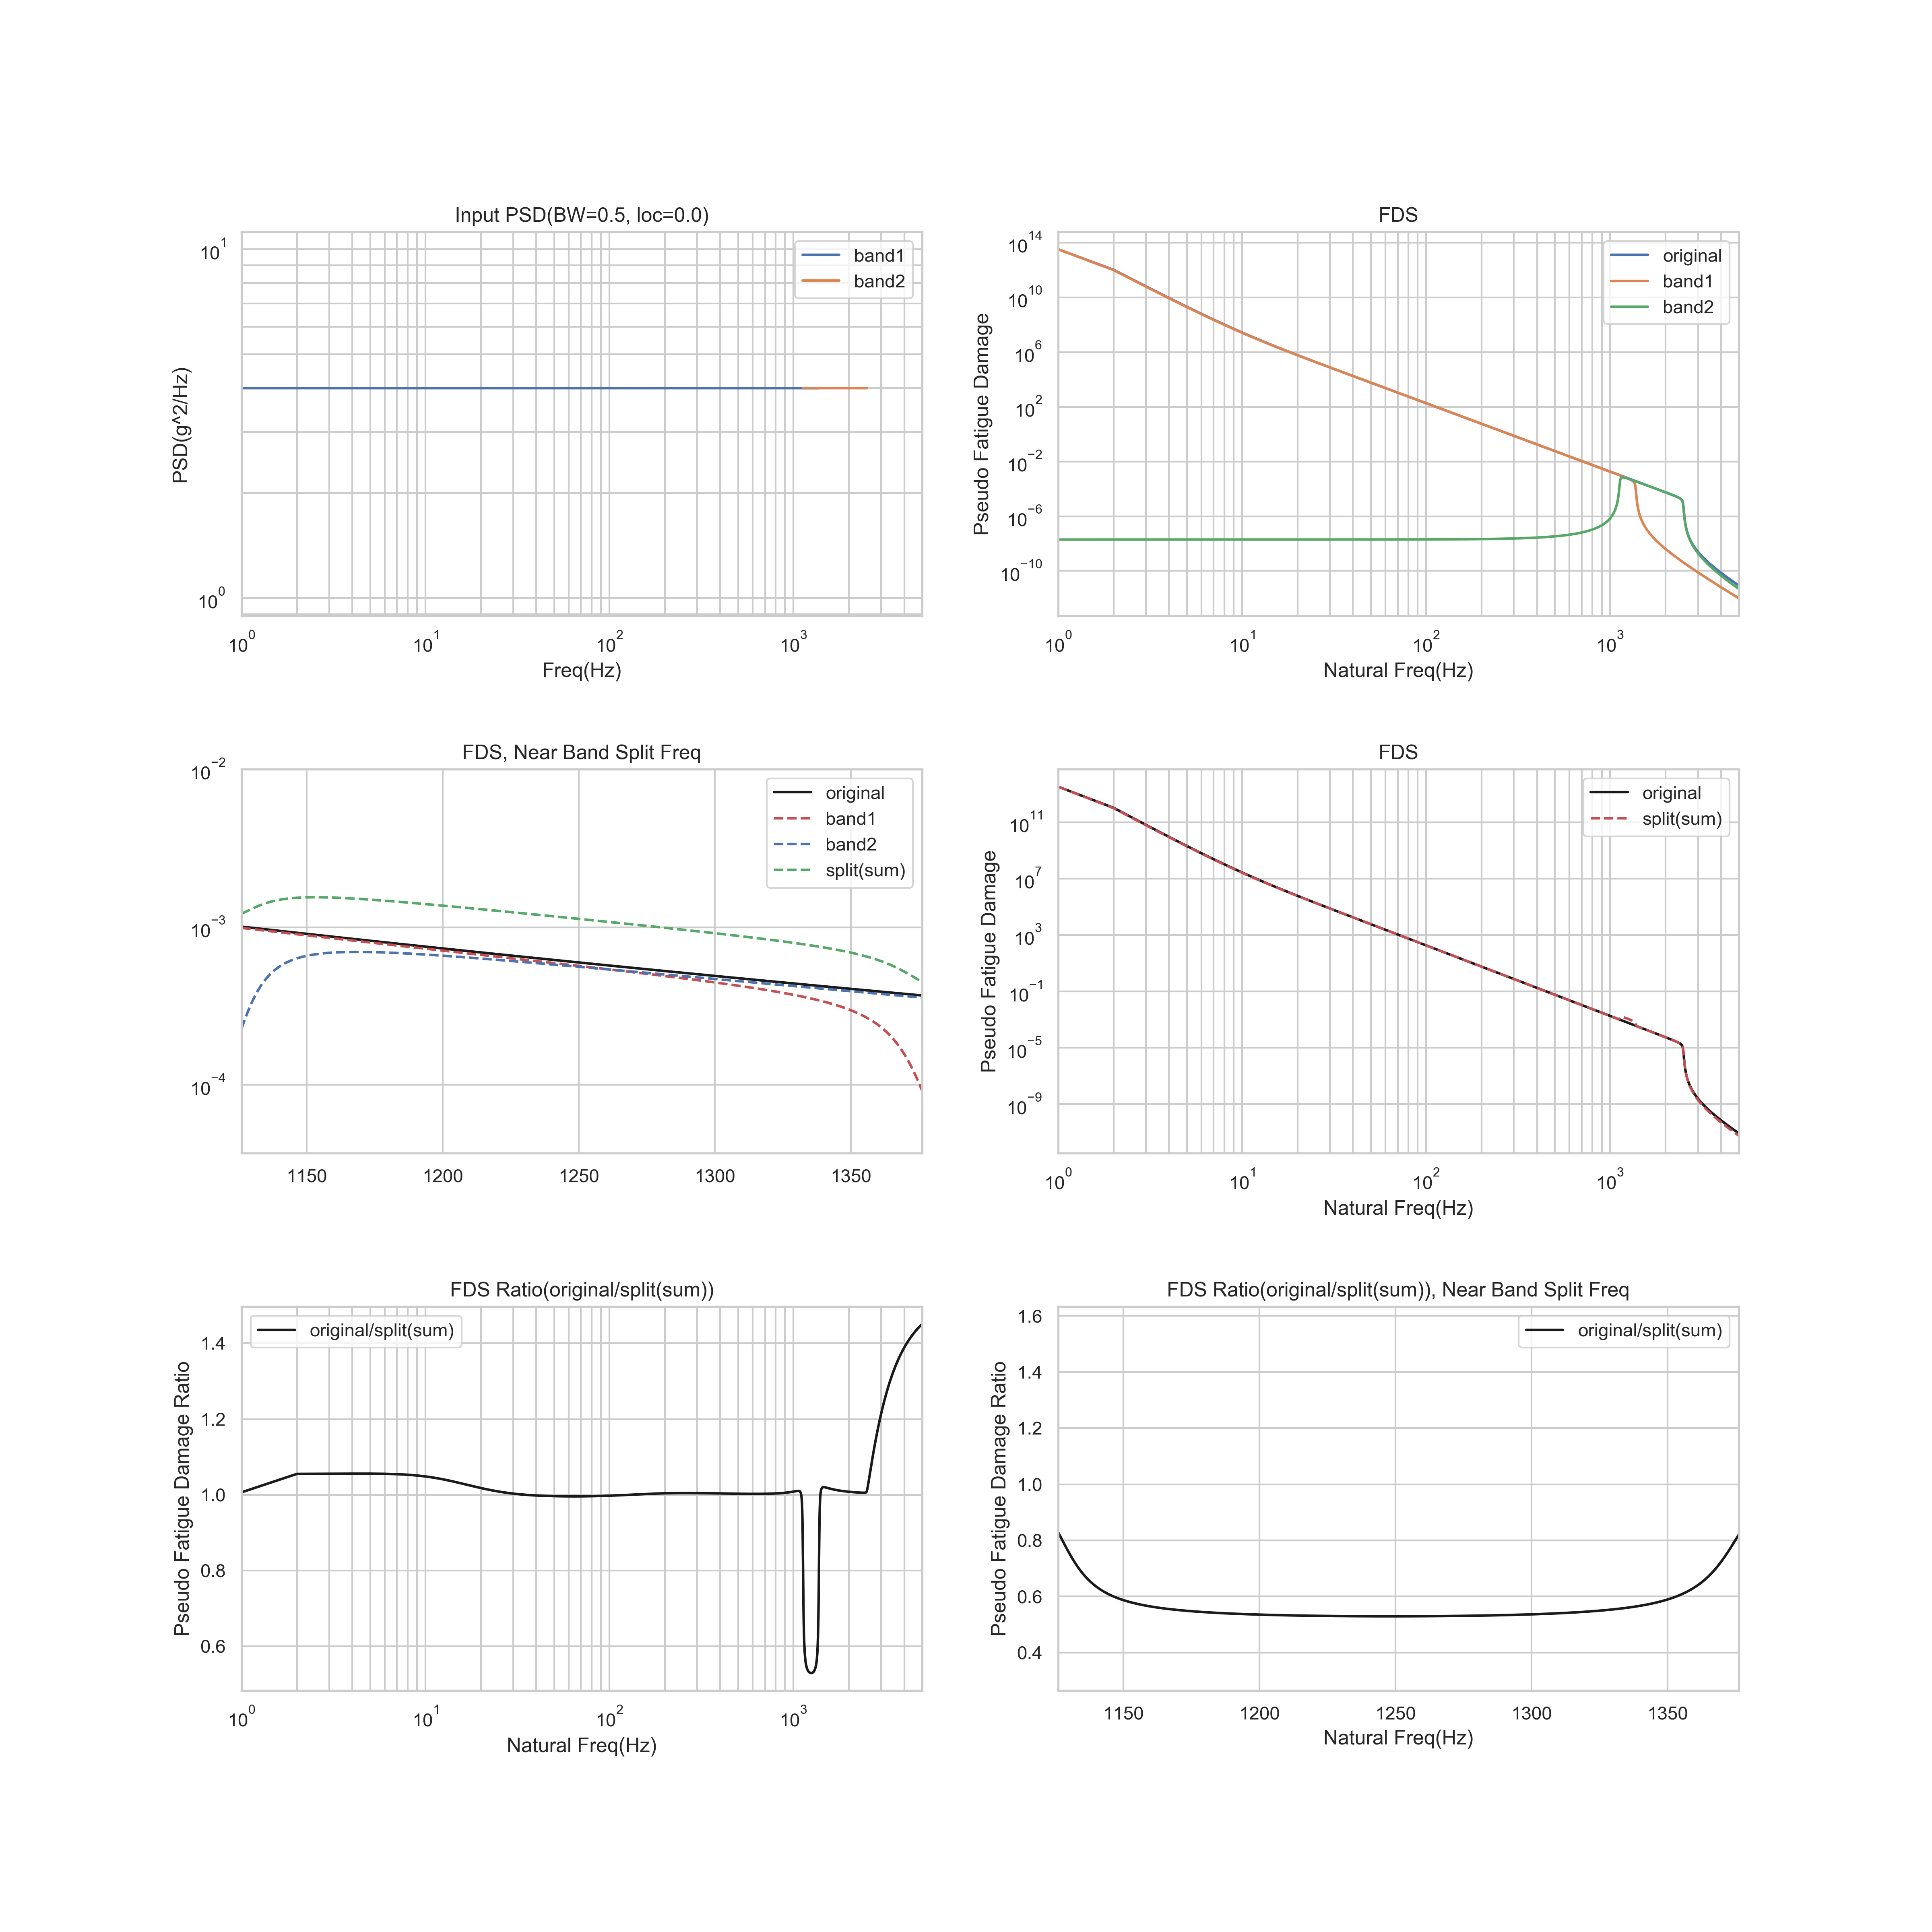 Input PSD(BW=0.5, loc=0.0)
PSD(g^2/Hz)
10^1
10^0
band1
band2
10^0 10^1 10^2 10^3
Freq(Hz)
FDS
Pseudo Fatigue Damage
10^14
10^10
10^6
10^2
10^−2
10^−6
10^−10
original
band1
band2
10^0 10^1 10^2 10^3
Natural Freq(Hz)
FDS, Near Band Split Freq
10^−2
10^−3
10^−4
original
band1
band2
split(sum)
1150 1200 1250 1300 1350
FDS
Pseudo Fatigue Damage
10^11
10^7
10^3
10^−1
10^−5
10^−9
original
split(sum)
10^0 10^1 10^2 10^3
Natural Freq(Hz)
FDS Ratio(original/split(sum))
Pseudo Fatigue Damage Ratio
1.4
1.2
1.0
0.8
0.6
original/split(sum)
10^0 10^1 10^2 10^3
Natural Freq(Hz)
FDS Ratio(original/split(sum)), Near Band Split Freq
Pseudo Fatigue Damage Ratio
1.6
1.4
1.2
1.0
0.8
0.6
0.4
original/split(sum)
1150 1200 1250 1300 1350
Natural Freq(Hz)